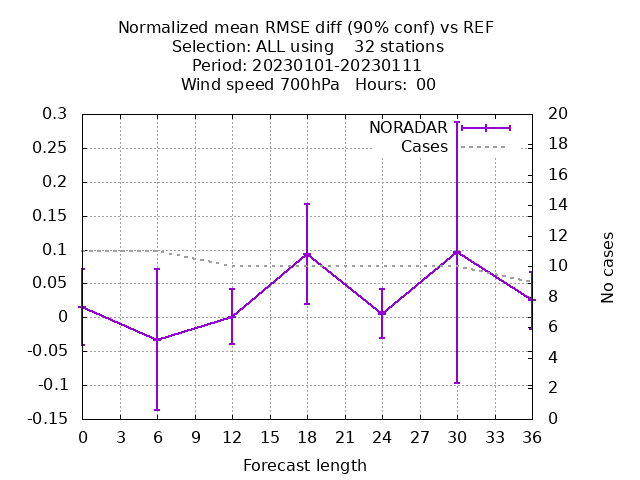 Normalized mean RMSE diff (90% conf) vs REF
Selection: ALL using    32 stations
Period: 20230101-20230111
Wind speed 700hPa   Hours:  00
NORADAR
Cases
0.3
0.25
0.2
0.15
0.1
0.05
0
-0.05
-0.1
-0.15
20
18
16
14
12
10
8
6
4
2
0
No cases
0 3 6 9 12 15 18 21 24 27 30 33 36
Forecast length